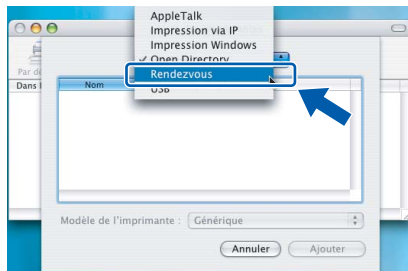 AppleTalk
Impression via IP
Impression Windows
✓ Open Directory
Rendezvous
USB
Par dé
Dans l
Nom
Modèle de l'imprimante : Générique
Annuler
Ajouter